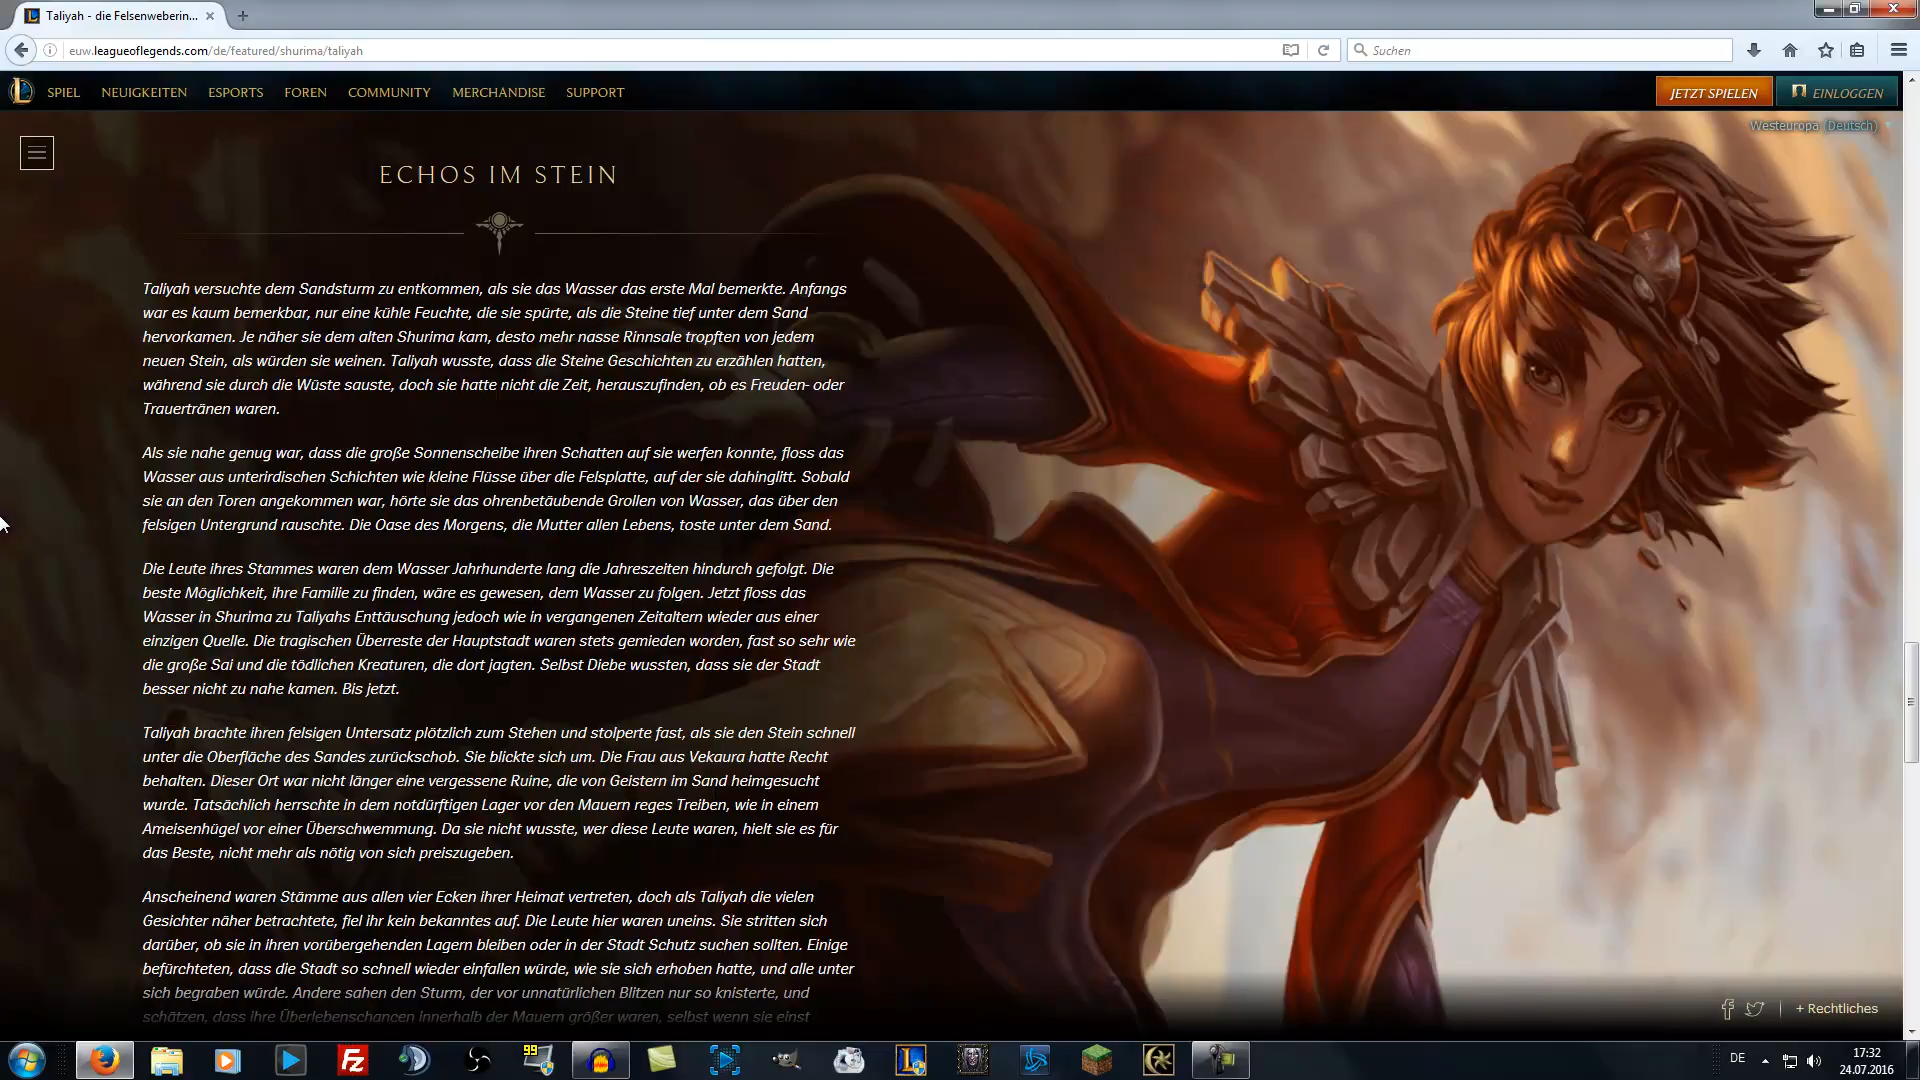 Taliyah - die Felsenweberin...
euw.leagueoflegends.com/de/featured/shurima/taliyah
Suchen
SPIEL NEUIGKEITEN ESPORTS FOREN COMMUNITY MERCHANDISE SUPPORT
JETZT SPIELEN EINLOGGEN
Westeuropa (Deutsch)
ECHOS IM STEIN
Taliyah versuchte dem Sandsturm zu entkommen, als sie das Wasser das erste Mal bemerkte. Anfangs
war es kaum bemerkbar, nur eine kühle Feuchte, die sie spürte, als die Steine tief unter dem Sand
hervorkamen. Je näher sie dem alten Shurima kam, desto mehr nasse Rinnsale tropften von jedem
neuen Stein, als würden sie weinen. Taliyah wusste, dass die Steine Geschichten zu erzählen hatten,
während sie durch die Wüste sauste, doch sie hatte nicht die Zeit, herauszufinden, ob es Freuden- oder
Trauertränen waren.
Als sie nahe genug war, dass die große Sonnenscheibe ihren Schatten auf sie werfen konnte, floss das
Wasser aus unterirdischen Schichten wie kleine Flüsse über die Felsplatte, auf der sie dahinglitt. Sobald
sie an den Toren angekommen war, hörte sie das ohrenbetäubende Grollen von Wasser, das über den
felsigen Untergrund rauschte. Die Oase des Morgens, die Mutter allen Lebens, toste unter dem Sand.
Die Leute ihres Stammes waren dem Wasser Jahrhunderte lang die Jahreszeiten hindurch gefolgt. Die
beste Möglichkeit, ihre Familie zu finden, wäre es gewesen, dem Wasser zu folgen. Jetzt floss das
Wasser in Shurima zu Taliyahs Enttäuschung jedoch wie in vergangenen Zeitaltern wieder aus einer
einzigen Quelle. Die tragischen Überreste der Hauptstadt waren stets gemieden worden, fast so sehr wie
die große Sai und die tödlichen Kreaturen, die dort jagten. Selbst Diebe wussten, dass sie der Stadt
besser nicht zu nahe kamen. Bis jetzt.
Taliyah brachte ihren felsigen Untersatz plötzlich zum Stehen und stolperte fast, als sie den Stein schnell
unter die Oberfläche des Sandes zurückschob. Sie blickte sich um. Die Frau aus Vekaura hatte Recht
behalten. Dieser Ort war nicht länger eine vergessene Ruine, die von Geistern im Sand heimgesucht
wurde. Tatsächlich herrschte in dem notdürftigen Lager vor den Mauern reges Treiben, wie in einem
Ameisenhügel vor einer Überschwemmung. Da sie nicht wusste, wer diese Leute waren, hielt sie es für
das Beste, nicht mehr als nötig von sich preiszugeben.
Anscheinend waren Stämme aus allen vier Ecken ihrer Heimat vertreten, doch als Taliyah die vielen
Gesichter näher betrachtete, fiel ihr kein bekanntes auf. Die Leute hier waren uneins. Sie stritten sich
darüber, ob sie in ihren vorübergehenden Lagern bleiben oder in der Stadt Schutz suchen sollten. Einige
befürchteten, dass die Stadt so schnell wieder einfallen würde, wie sie sich erhoben hatte, und alle unter
sich begraben würde. Andere sahen den Sturm, der vor unnatürlichen Blitzen nur so knisterte, und
schätzen, dass ihre Überlebenschancen innerhalb der Mauern größer waren, selbst wenn sie einst
+ Rechtliches
99
DE
17:32
24.07.2016